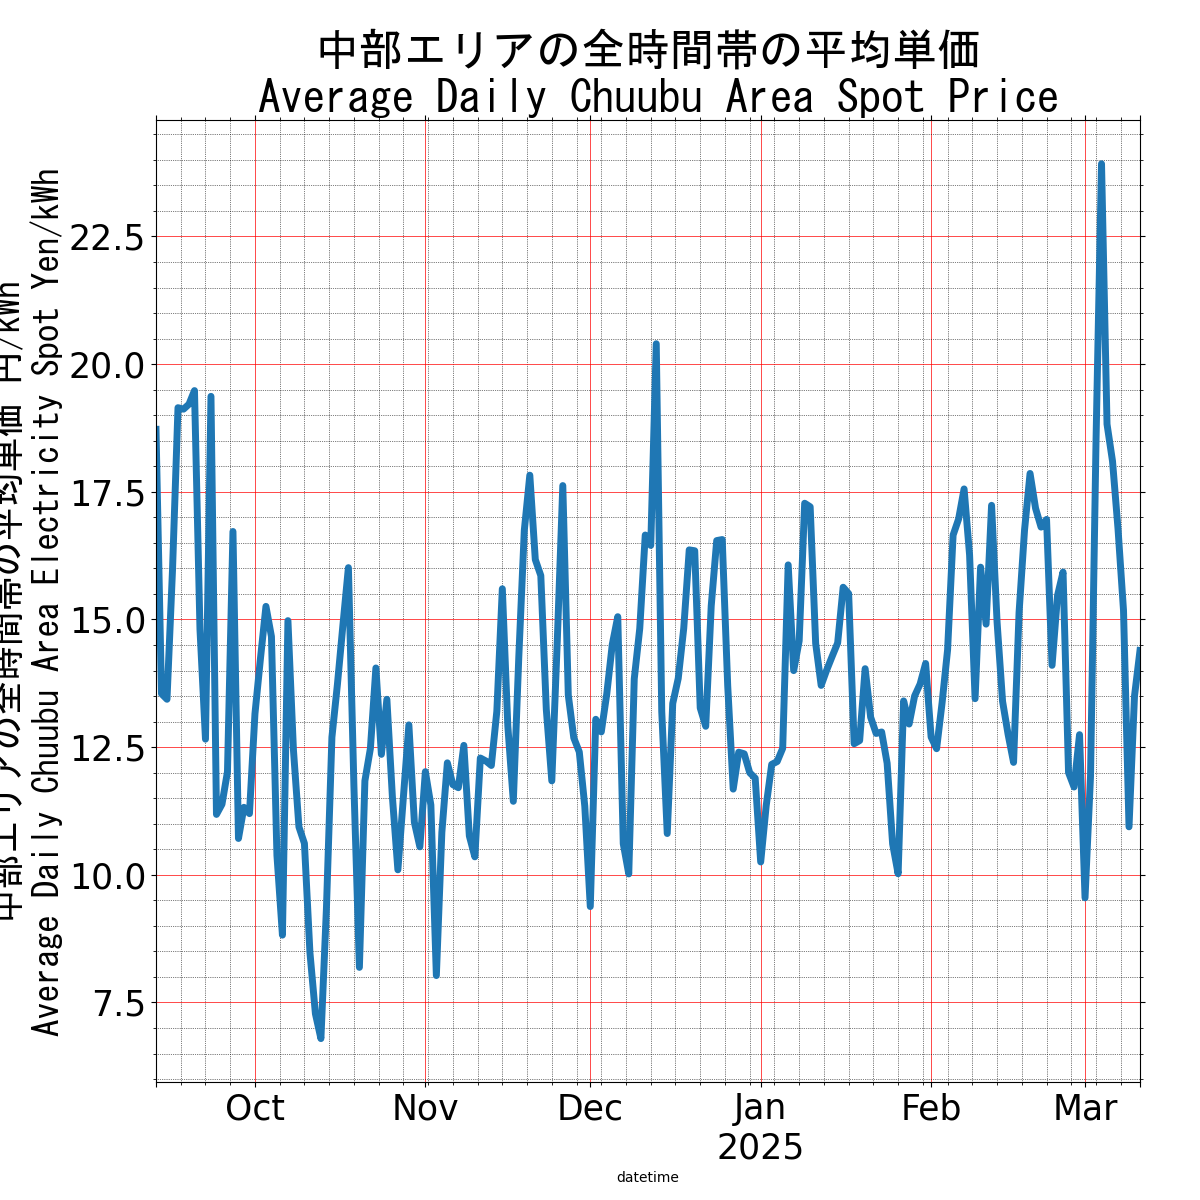 中部エリアの全時間帯の平均単価
Average Daily Chuubu Area Spot Price
中部エリアの全時間帯の平均単価 円/kWh
Average Daily Chuubu Area Electricity Spot Yen/kWh
22.5
20.0
17.5
15.0
12.5
10.0
7.5
Oct
Nov
Dec
Jan
2025
Feb
Mar
datetime